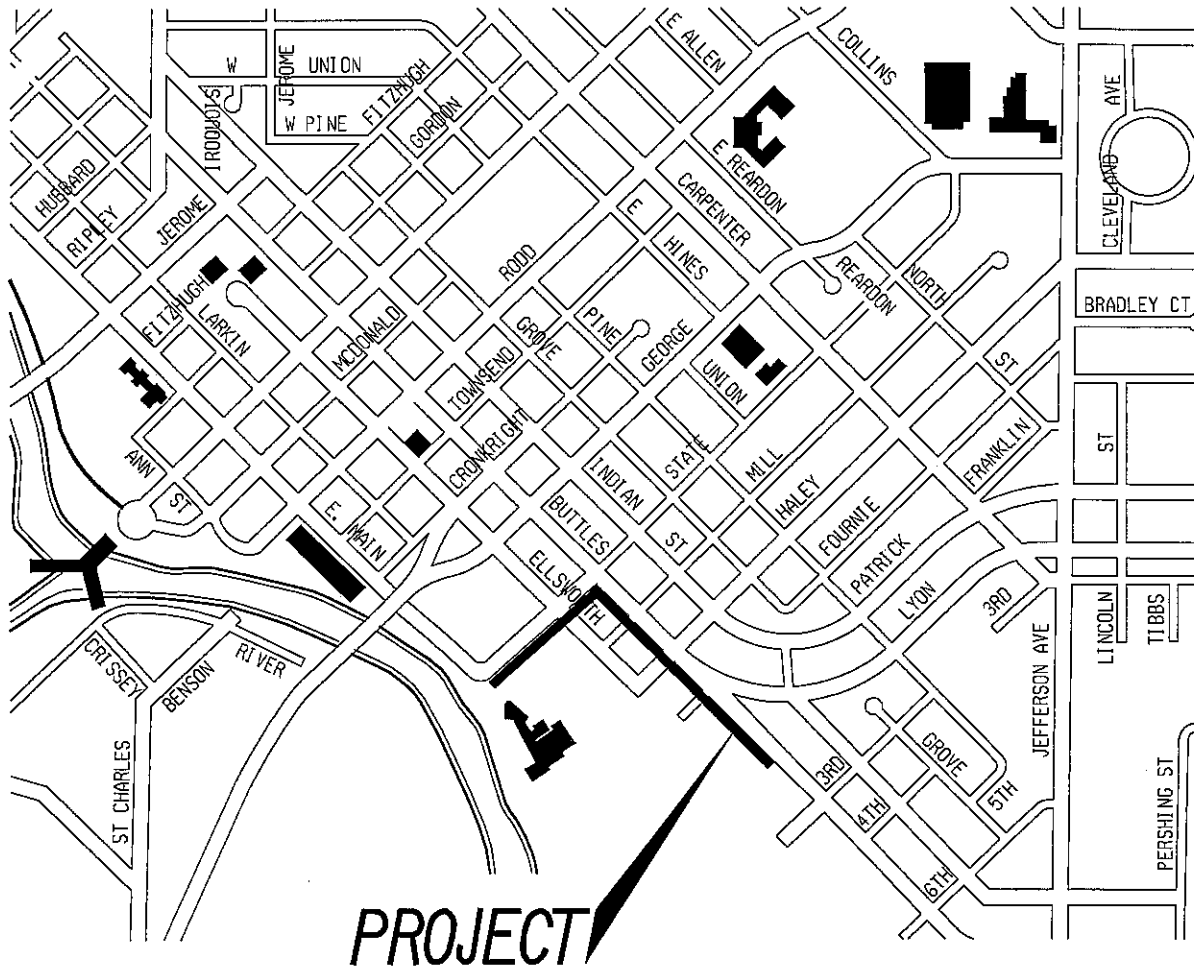 E ALLEN
COLLINS
W UNION
JEROME
FITZHUGH
IROQUOIS
W PINE
GORDON
AVE
E REARDON
CLEVELAND
HUBBARD
RIPLEY
JEROME
CARPENTER
E
HINES
RODD
REARDON
NORTH
BRADLEY CT
FITZHUGH
LARKIN
MCDONALD
GROVE
PINE
GEORGE
ST
TOWNSEND
UNION
CRONKRIGHT
STATE
FRANKLIN
ST
ANN
ST
INDIAN
ST
MILL
HALEY
E. MAIN
BUTTLES
FOURNIE
PATRICK
ELLSWORTH
LYON
3RD
LINCOLN
TIBBS
CRISSEY
RIVER
BENSON
JEFFERSON AVE
GROVE
3RD
4TH
5TH
ST CHARLES
PERSHING ST
6TH
PROJECT